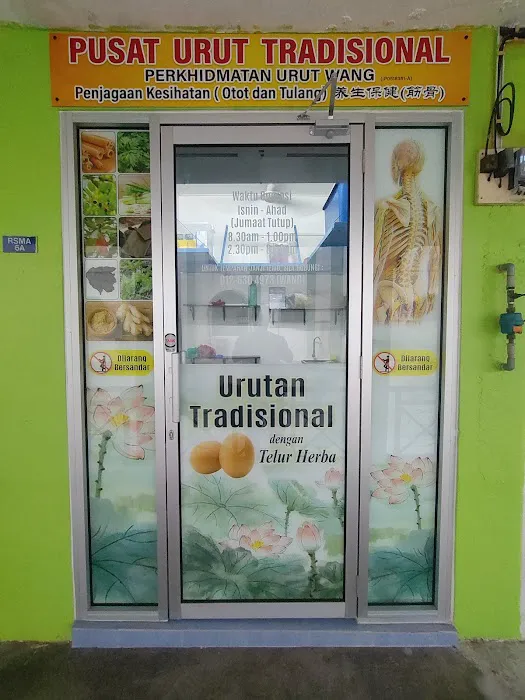 PUSAT URUT TRADISIONAL
PERKHIDMATAN URUT WANG
Penjagaan Kesihatan ( Otot dan Tulang) 养生保健(筋骨)
RSMA
6A
Waktu
Isnin - Ahad
(Jumaat Tutup)
8.30am - 1.00pm
2.30pm -
Dilarang
Bersandar
Dilarang
Bersandar
Urutan
Tradisional
dengan
Telur Herba